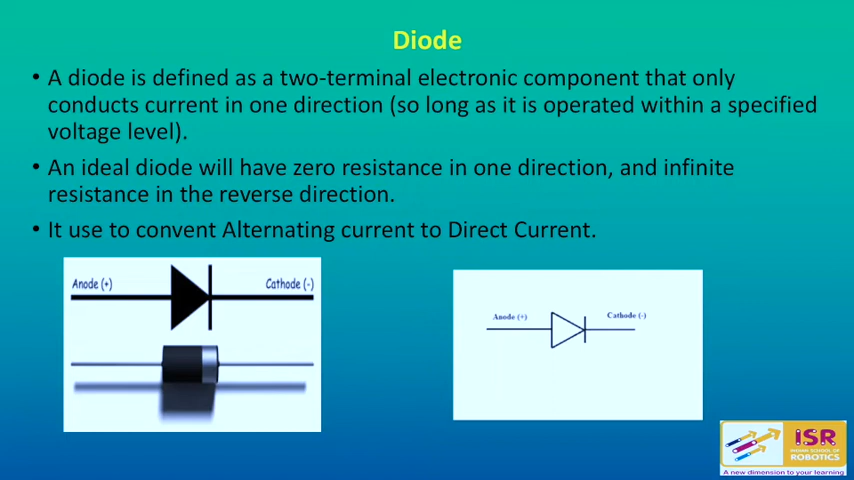 Diode
• A diode is defined as a two-terminal electronic component that only
conducts current in one direction (so long as it is operated within a specified
voltage level).
• An ideal diode will have zero resistance in one direction, and infinite
resistance in the reverse direction.
• It use to convent Alternating current to Direct Current.
Anode (+) Cathode (-)
Anode (+) Cathode (-)
iSR
INDIAN SCHOOL OF
ROBOTICS
A new dimension to your learning